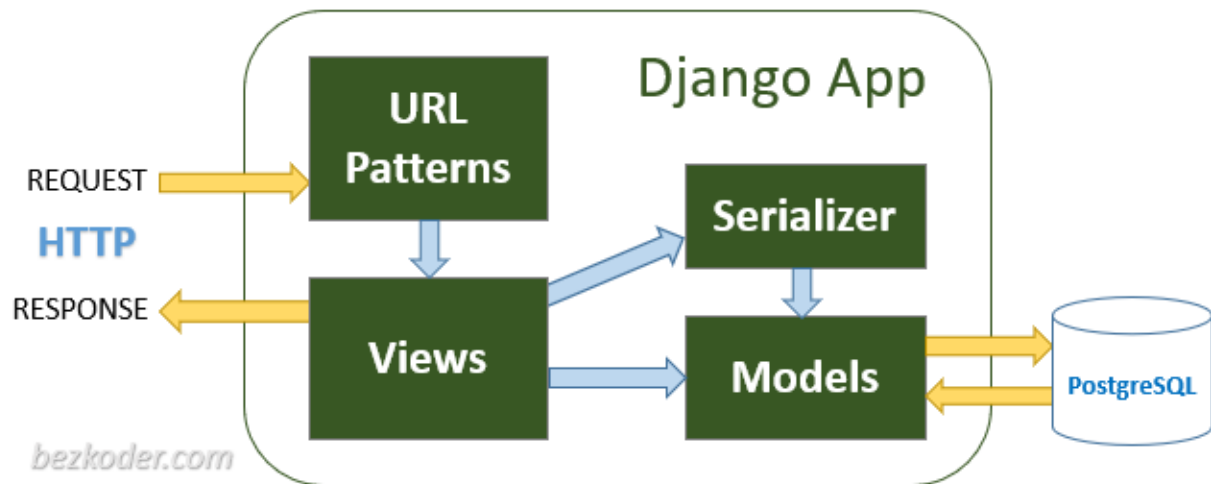 Django App
URL
Patterns
REQUEST
HTTP
RESPONSE
Serializer
Views
Models
PostgreSQL
bezkoder.com